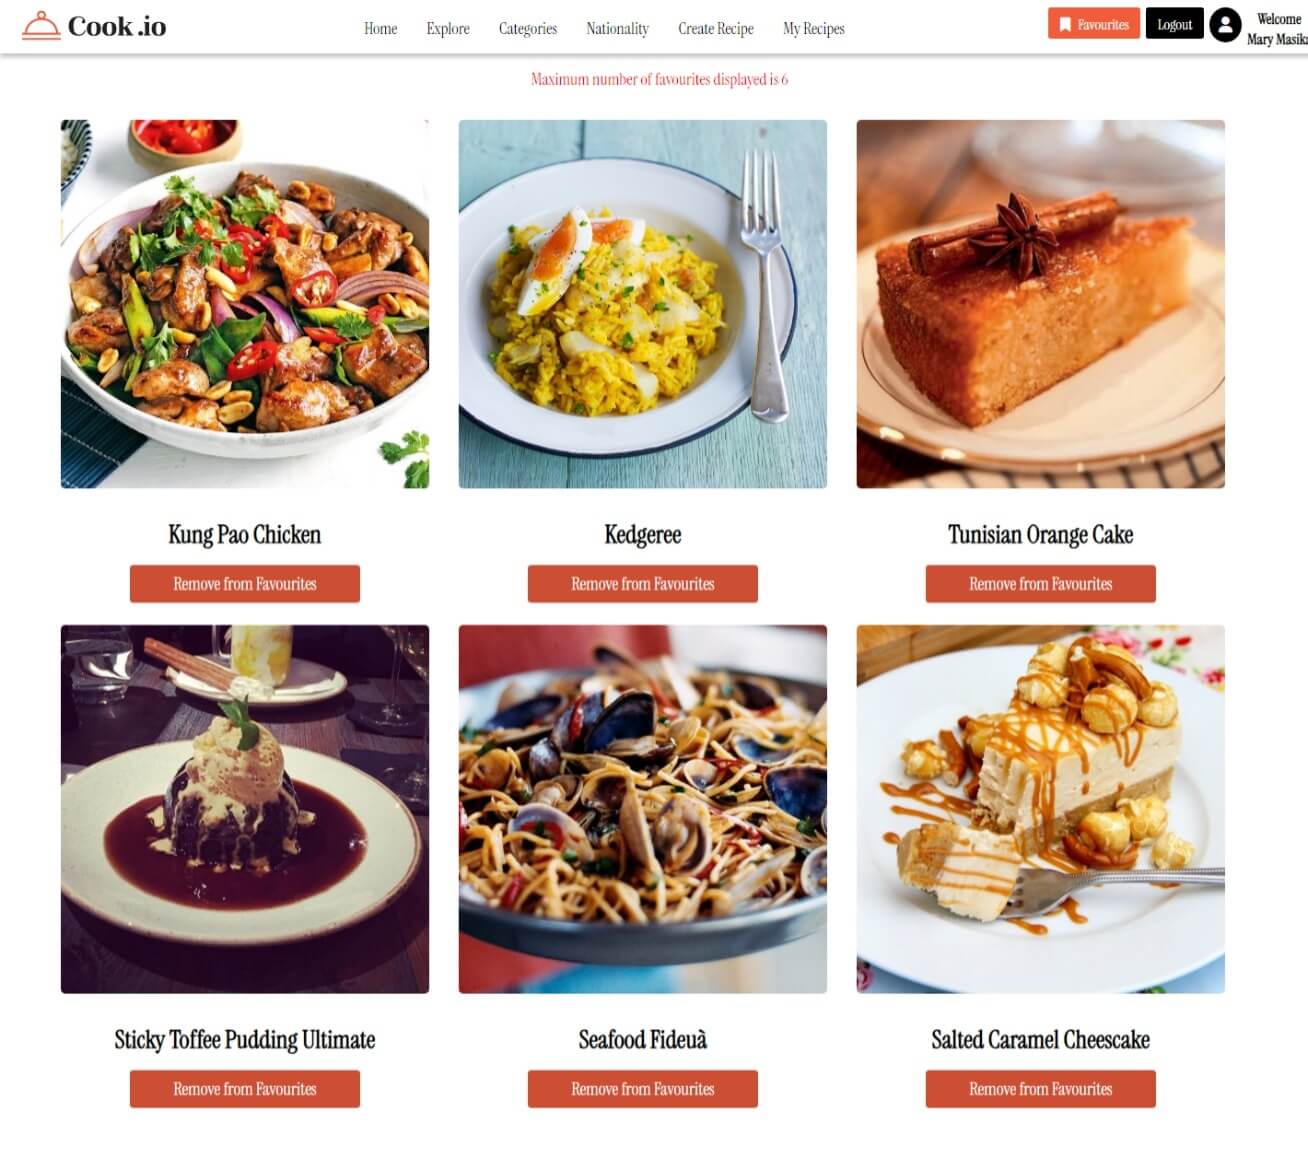 Cook.io
Home
Explore
Categories
Nationality
Create Recipe
My Recipes
Favourites
Logout
Welcome
Mary Masika
Maximum number of favourites displayed is 6
Kung Pao Chicken
Kedgeree
Tunisian Orange Cake
Remove from Favourites
Remove from Favourites
Remove from Favourites
Sticky Toffee Pudding Ultimate
Seafood Fideuà
Salted Caramel Cheescake
Remove from Favourites
Remove from Favourites
Remove from Favourites